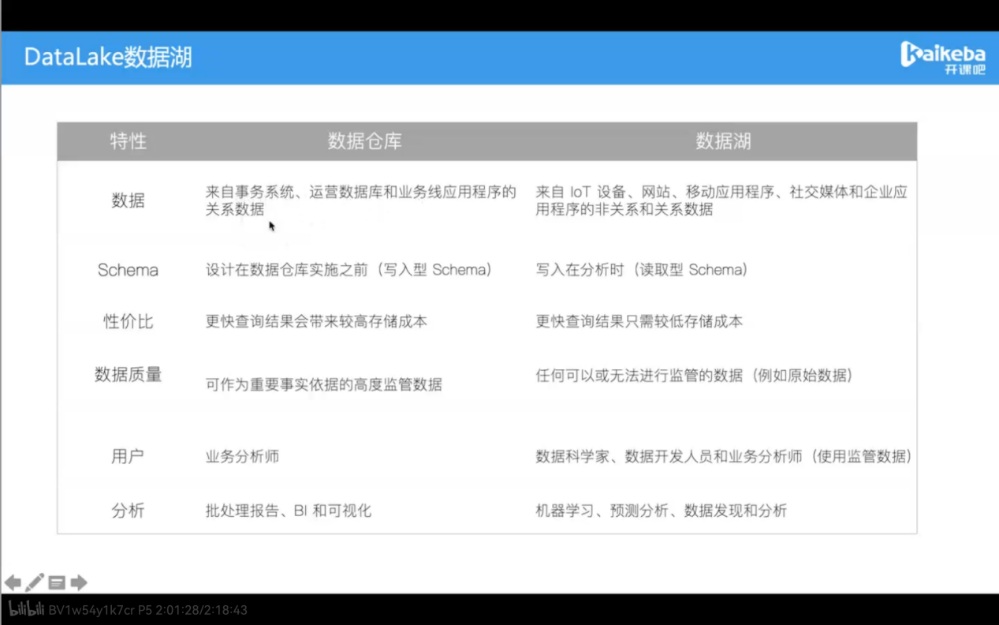 DataLake数据湖
Kaikeba
开课吧
特性 数据仓库 数据湖
数据 来自事务系统、运营数据库和业务线应用程序的 来自 IoT 设备、网站、移动应用程序、社交媒体和企业应
关系数据 用程序的非关系和关系数据
Schema 设计在数据仓库实施之前（写入型 Schema） 写入在分析时（读取型 Schema）
性价比 更快查询结果会带来较高存储成本 更快查询结果只需较低存储成本
数据质量 可作为重要事实依据的高度监管数据 任何可以或无法进行监管的数据（例如原始数据）
用户 业务分析师 数据科学家、数据开发人员和业务分析师（使用监管数据）
分析 批处理报告、BI 和可视化 机器学习、预测分析、数据发现和分析
bilibili BV1w54y1k7cr P5 2:01:28/2:18:43